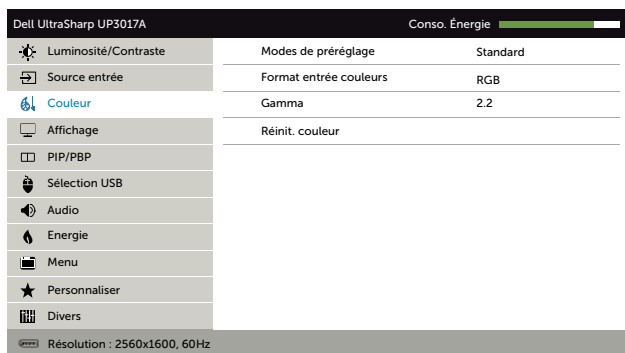 Dell UltraSharp UP3017A Conso. Énergie
Luminosité/Contraste Modes de préréglage Standard
Source entrée Format entrée couleurs RGB
Couleur Gamma 2.2
Affichage Réinit. couleur
PIP/PBP
Sélection USB
Audio
Energie
Menu
Personnaliser
Divers
Résolution : 2560x1600, 60Hz